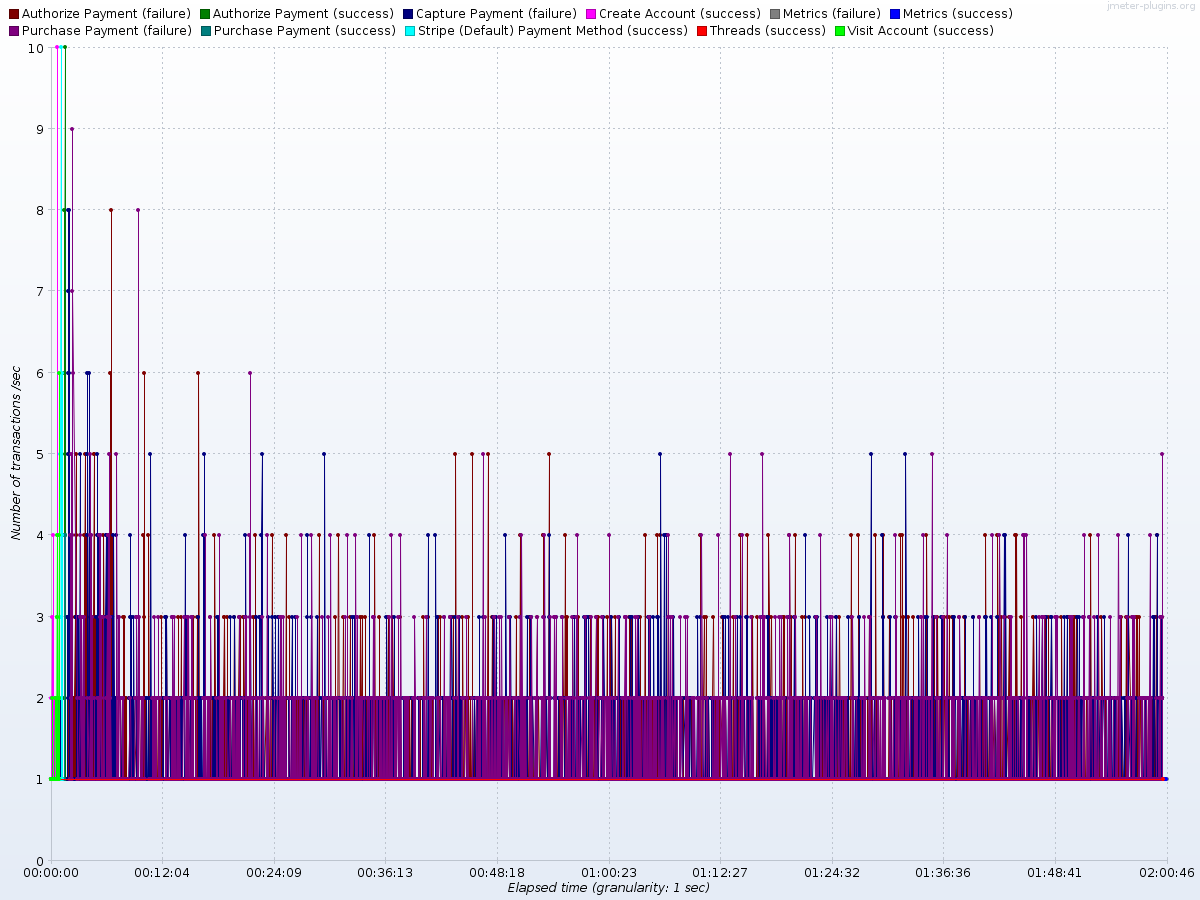 jmeter-plugins.org
Authorize Payment (failure) Authorize Payment (success) Capture Payment (failure) Create Account (success) Metrics (failure) Metrics (success)
Purchase Payment (failure) Purchase Payment (success) Stripe (Default) Payment Method (success) Threads (success) Visit Account (success)
10
9
8
7
6
5
4
3
2
1
0
Number of transactions /sec
00:00:00 00:12:04 00:24:09 00:36:13 00:48:18 01:00:23 01:12:27 01:24:32 01:36:36 01:48:41 02:00:46
Elapsed time (granularity: 1 sec)